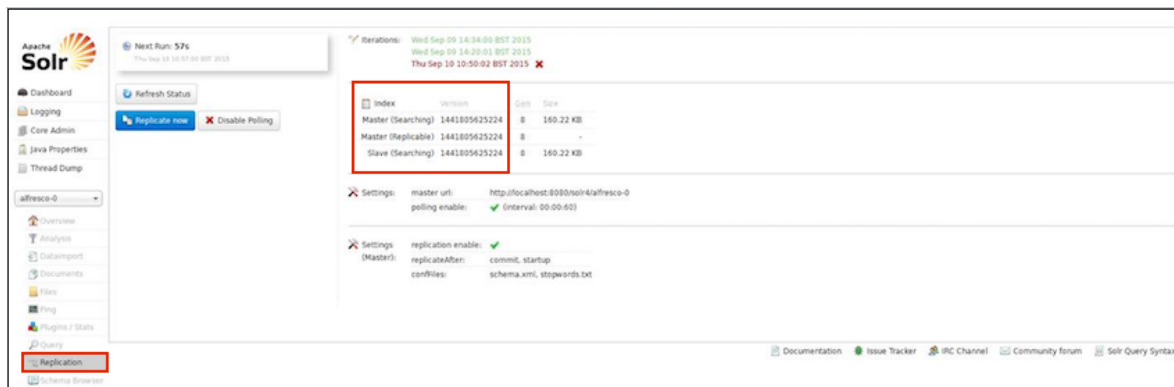 Apache
Solr
Dashboard
Logging
Core Admin
Java Properties
Thread Dump
alfresco-0
Overview
Analysis
Dataimport
Documents
Files
Ping
Plugins / Stats
Query
Replication
Schema Browser
Next Run: 57s
Thu Sep 10 10:57:00 BST 2015
Refresh Status
Replicate now Disable Polling
Iterations: Wed Sep 09 14:34:00 BST 2015
Wed Sep 09 14:20:01 BST 2015
Thu Sep 10 10:50:02 BST 2015
Index Version Gen Size
Master (Searching) 1441805625224 8 160.22 KB
Master (Replicable) 1441805625224 8 -
Slave (Searching) 1441805625224 8 160.22 KB
Settings: master url: http://localhost:8080/solr4/alfresco-0
polling enable: (interval: 00:00:60)
Settings replication enable:
(Master): replicateAfter: commit, startup
confFiles: schema.xml, stopwords.txt
Documentation Issue Tracker IRC Channel Community forum Solr Query Syntax